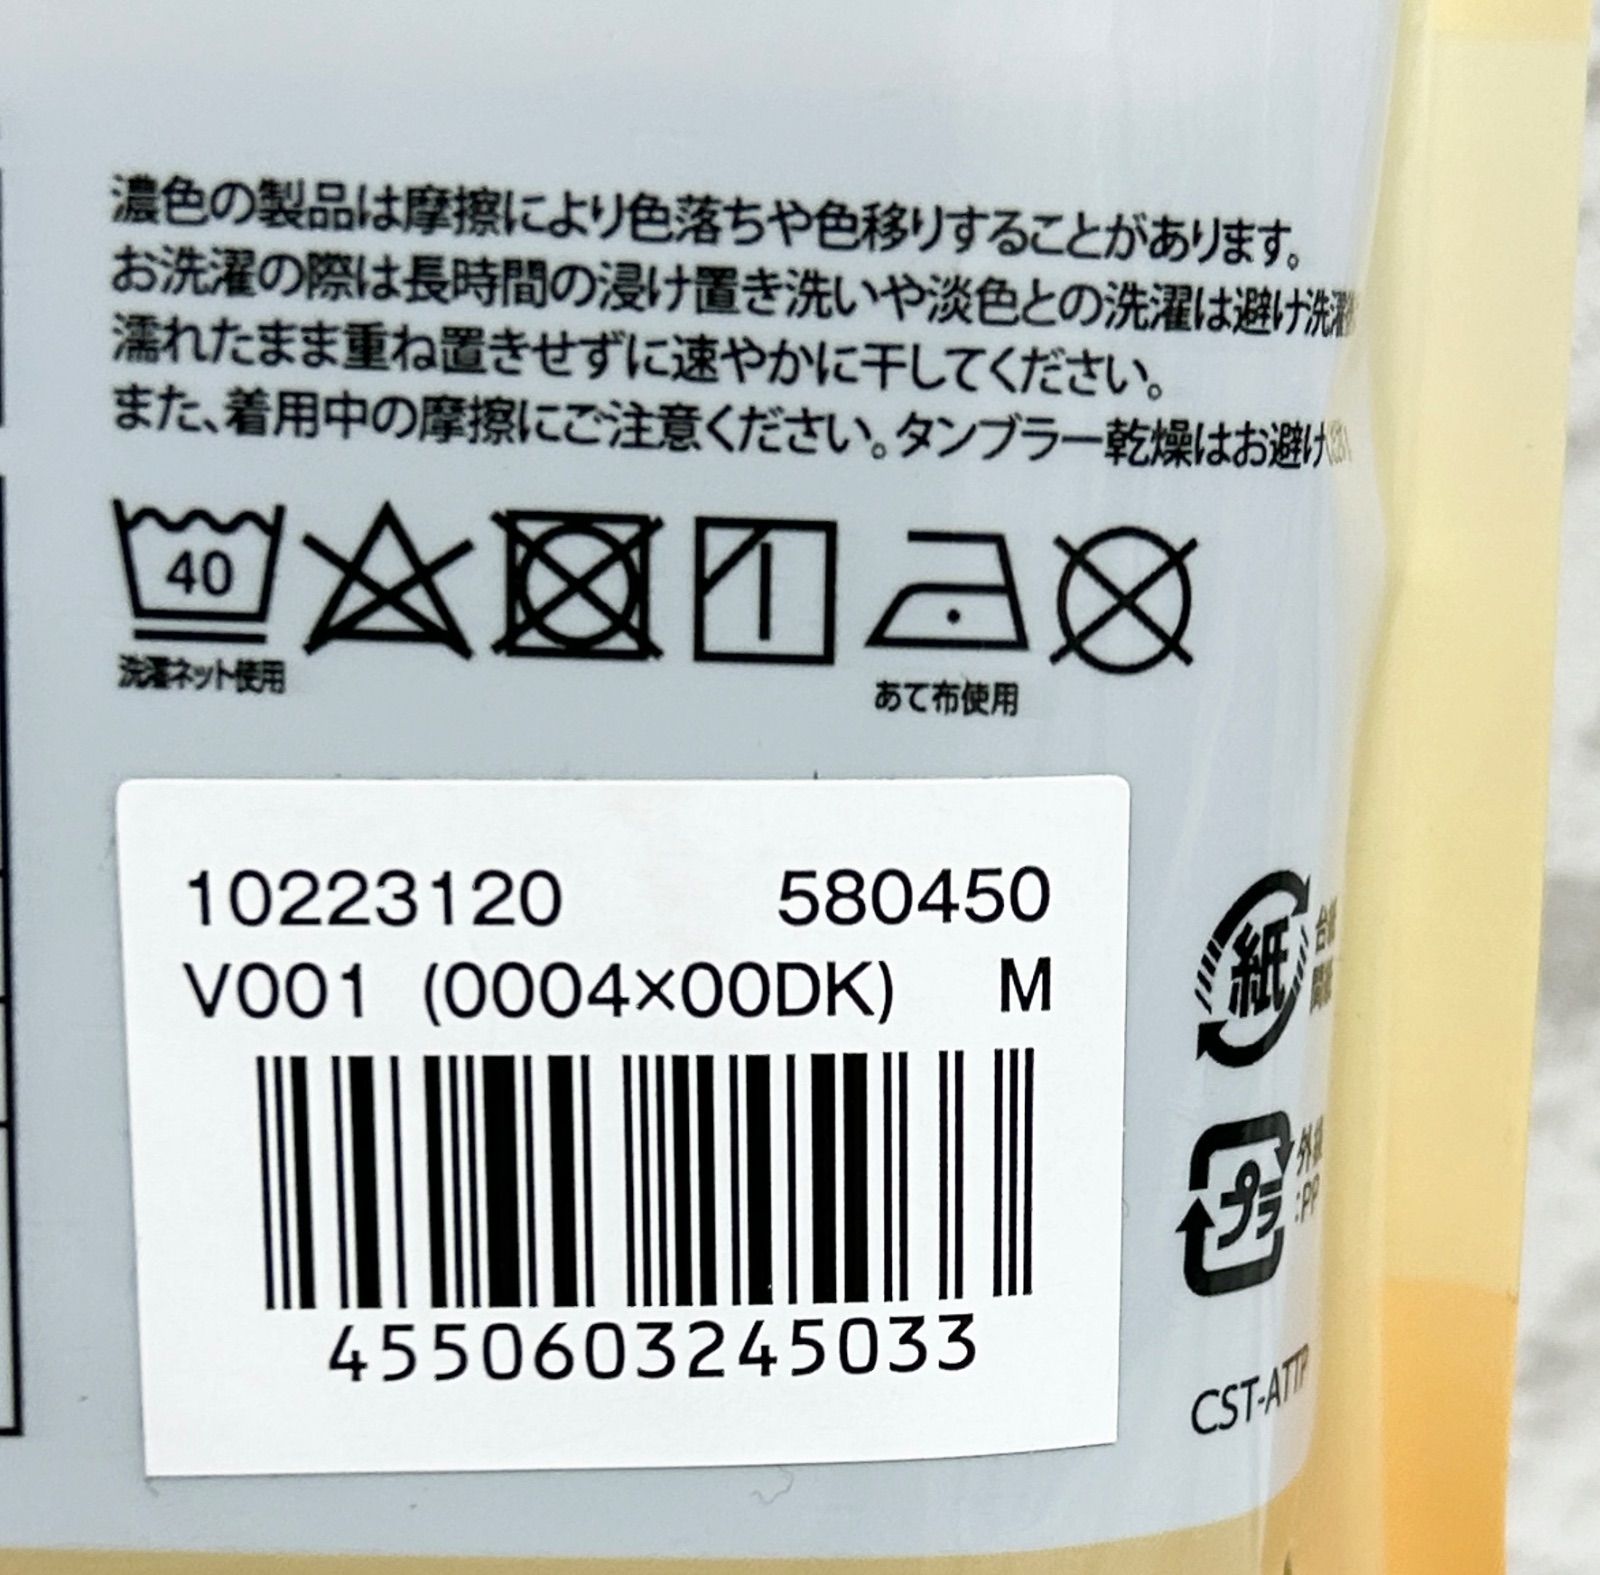 濃色の製品は摩擦により色落ちや色移りすることがあります。
お洗濯の際は長時間の浸け置き洗いや淡色との洗濯は避け洗濯後
濡れたまま重ね置きせずに速やかに干してください。
また、着用中の摩擦にご注意ください。タンブラー乾燥はお避け
40
洗濯ネット使用
あて布使用
10223120 580450
V001 (0004×00DK) M
4550603245033
紙
プラ
:PP
CST-ATTP